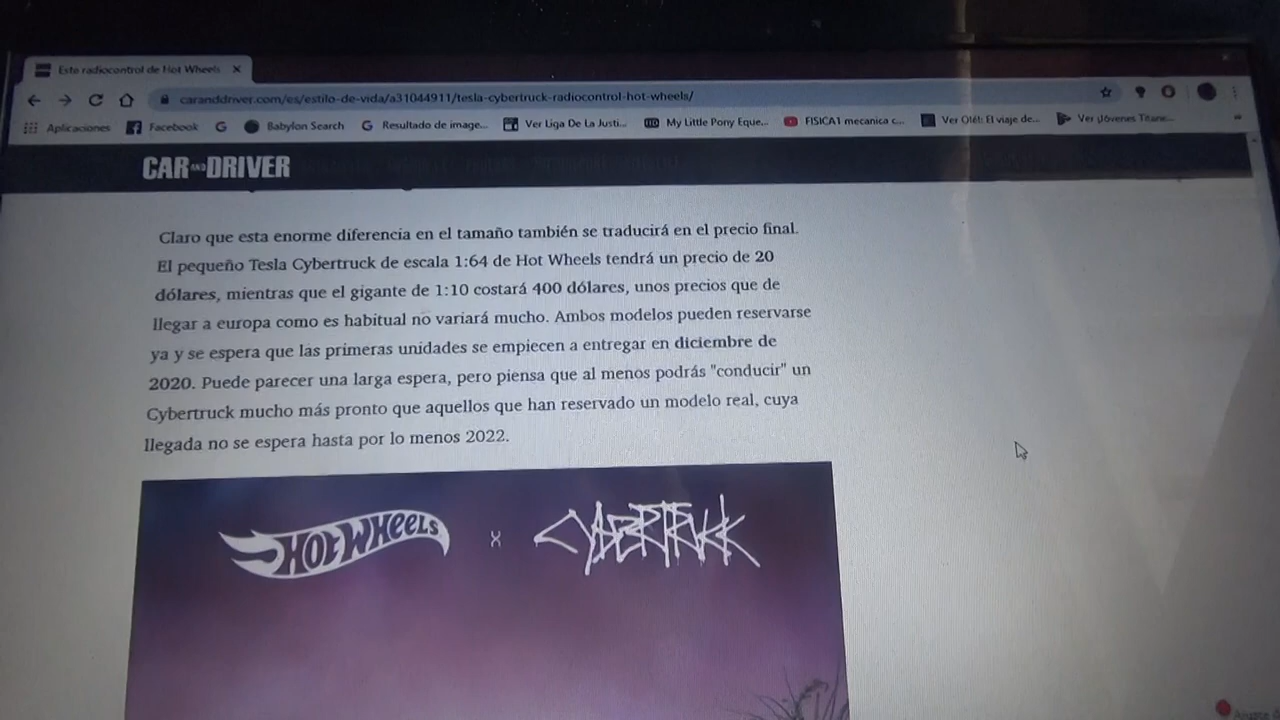 Este radiocontrol de Hot Wheels
caranddriver.com/es/estilo-de-vida/a31044911/tesla-cybertruck-radiocontrol-hot-wheels/
Aplicaciones Facebook Babylon Search Resultado de image... Ver Liga De La Justi... My Little Pony Eque... FISICA1 mecanica c... Ver Olé!: El viaje de... Ver ¡Jóvenes Titane...
CAR AND DRIVER
Claro que esta enorme diferencia en el tamaño también se traducirá en el precio final.
El pequeño Tesla Cybertruck de escala 1:64 de Hot Wheels tendrá un precio de 20
dólares, mientras que el gigante de 1:10 costará 400 dólares, unos precios que de
llegar a europa como es habitual no variará mucho. Ambos modelos pueden reservarse
ya y se espera que las primeras unidades se empiecen a entregar en diciembre de
2020. Puede parecer una larga espera, pero piensa que al menos podrás "conducir" un
Cybertruck mucho más pronto que aquellos que han reservado un modelo real, cuya
llegada no se espera hasta por lo menos 2022.
HOT WHEELS x CYBERTRUCK